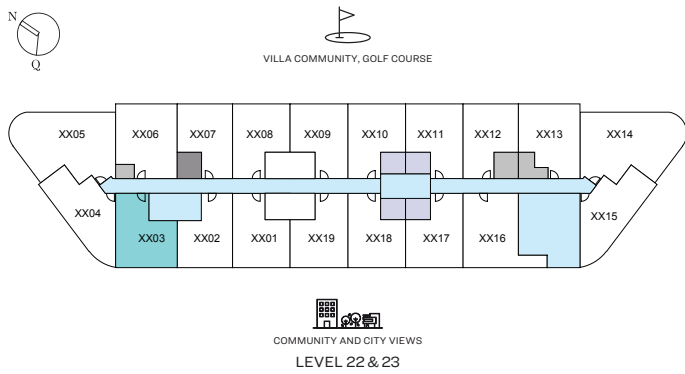 N
Q
VILLA COMMUNITY, GOLF COURSE
XX05 XX06 XX07 XX08 XX09 XX10 XX11 XX12 XX13 XX14
XX04 XX03 XX02 XX01 XX19 XX18 XX17 XX16 XX15
COMMUNITY AND CITY VIEWS
LEVEL 22 & 23